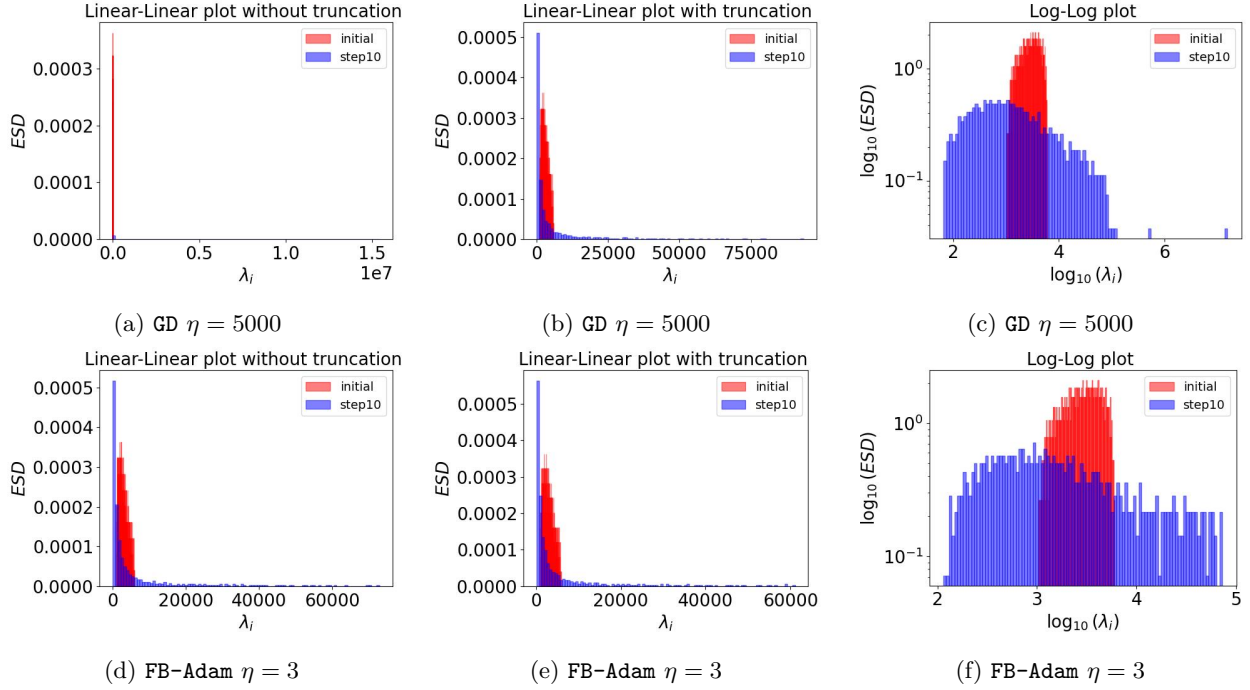 Linear-Linear plot without truncation
initial
step10
ESD
0.0003
0.0002
0.0001
0.0000
0.0
0.5
1.0
1.5
1e7
λi
(a) GD η = 5000
Linear-Linear plot with truncation
initial
step10
ESD
0.0005
0.0004
0.0003
0.0002
0.0001
0.0000
0
25000
50000
75000
λi
(b) GD η = 5000
Log-Log plot
initial
step10
log10 (ESD)
10^0
10^-1
2
4
6
log10 (λi)
(c) GD η = 5000
Linear-Linear plot without truncation
initial
step10
ESD
0.0005
0.0004
0.0003
0.0002
0.0001
0.0000
0
20000
40000
60000
λi
(d) FB-Adam η = 3
Linear-Linear plot with truncation
initial
step10
ESD
0.0005
0.0004
0.0003
0.0002
0.0001
0.0000
0
20000
40000
60000
λi
(e) FB-Adam η = 3
Log-Log plot
initial
step10
log10 (ESD)
10^0
10^-1
2
3
4
5
log10 (λi)
(f) FB-Adam η = 3